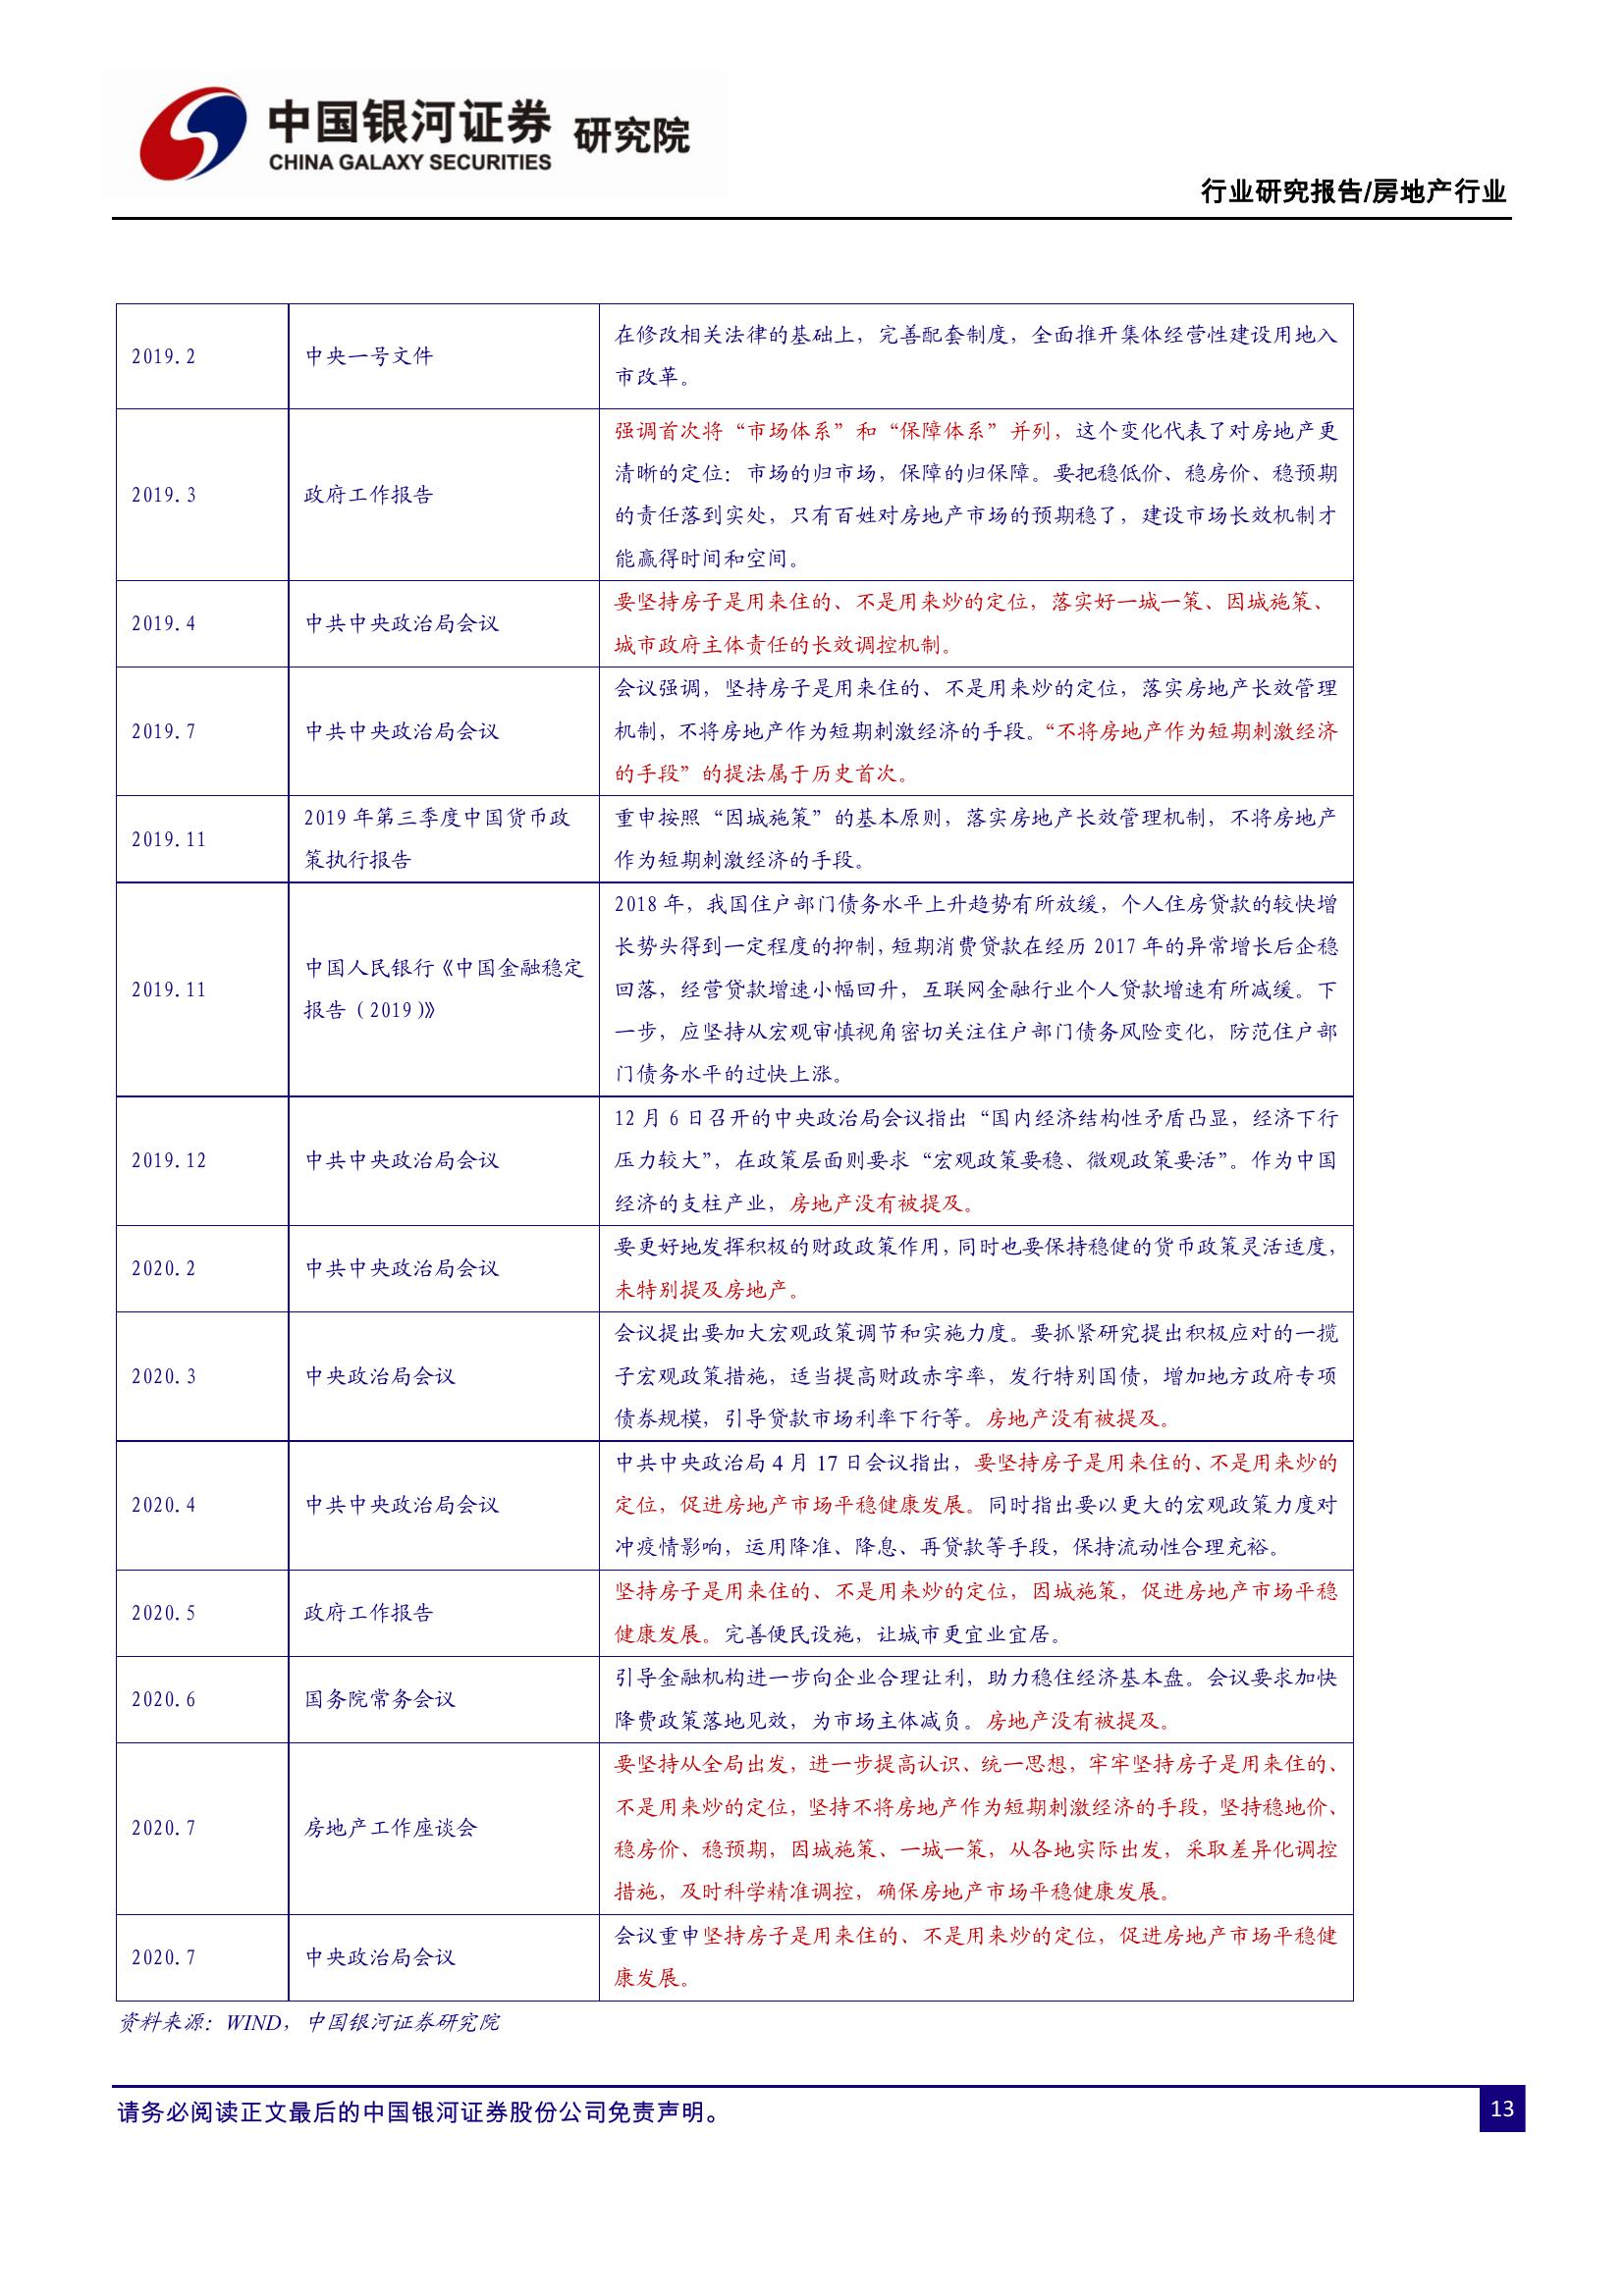 中国银河证券 研究院
CHINA GALAXY SECURITIES
行业研究报告/房地产行业
2019.2
中央一号文件
在修改相关法律的基础上，完善配套制度，全面推开集体经营性建设用地入
市改革。
2019.3
政府工作报告
强调首次将“市场体系”和“保障体系”并列，这个变化代表了对房地产更
清晰的定位：市场的归市场，保障的归保障。要把稳低价、稳房价、稳预期
的责任落到实处，只有百姓对房地产市场的预期稳了，建设市场长效机制才
能赢得时间和空间。
2019.4
中共中央政治局会议
要坚持房子是用来住的、不是用来炒的定位，落实好一城一策、因城施策、
城市政府主体责任的长效调控机制。
2019.7
中共中央政治局会议
会议强调，坚持房子是用来住的、不是用来炒的定位，落实房地产长效管理
机制，不将房地产作为短期刺激经济的手段。“不将房地产作为短期刺激经济
的手段”的提法属于历史首次。
2019.11
2019 年第三季度中国货币政
策执行报告
重申按照“因城施策”的基本原则，落实房地产长效管理机制，不将房地产
作为短期刺激经济的手段。
2019.11
中国人民银行《中国金融稳定
报告（2019）》
2018 年，我国住户部门债务水平上升趋势有所放缓，个人住房贷款的较快增
长势头得到一定程度的抑制，短期消费贷款在经历 2017 年的异常增长后企稳
回落，经营贷款增速小幅回升，互联网金融行业个人贷款增速有所减缓。下
一步，应坚持从宏观审慎视角密切关注住户部门债务风险变化，防范住户部
门债务水平的过快上涨。
2019.12
中共中央政治局会议
12 月 6 日召开的中央政治局会议指出“国内经济结构性矛盾凸显，经济下行
压力较大”，在政策层面则要求“宏观政策要稳、微观政策要活”。作为中国
经济的支柱产业，房地产没有被提及。
2020.2
中共中央政治局会议
要更好地发挥积极的财政政策作用，同时也要保持稳健的货币政策灵活适度，
未特别提及房地产。
2020.3
中央政治局会议
会议提出要加大宏观政策调节和实施力度。要抓紧研究提出积极应对的一揽
子宏观政策措施，适当提高财政赤字率，发行特别国债，增加地方政府专项
债券规模，引导贷款市场利率下行等。房地产没有被提及。
2020.4
中共中央政治局会议
中共中央政治局 4 月 17 日会议指出，要坚持房子是用来住的、不是用来炒的
定位，促进房地产市场平稳健康发展。同时指出要以更大的宏观政策力度对
冲疫情影响，运用降准、降息、再贷款等手段，保持流动性合理充裕。
2020.5
政府工作报告
坚持房子是用来住的、不是用来炒的定位，因城施策，促进房地产市场平稳
健康发展。完善便民设施，让城市更宜业宜居。
2020.6
国务院常务会议
引导金融机构进一步向企业合理让利，助力稳住经济基本盘。会议要求加快
降费政策落地见效，为市场主体减负。房地产没有被提及。
2020.7
房地产工作座谈会
要坚持从全局出发，进一步提高认识、统一思想，牢牢坚持房子是用来住的、
不是用来炒的定位，坚持不将房地产作为短期刺激经济的手段，坚持稳地价、
稳房价、稳预期，因城施策、一城一策，从各地实际出发，采取差异化调控
措施，及时科学精准调控，确保房地产市场平稳健康发展。
2020.7
中央政治局会议
会议重申坚持房子是用来住的、不是用来炒的定位，促进房地产市场平稳健
康发展。
资料来源：WIND，中国银河证券研究院
请务必阅读正文最后的中国银河证券股份公司免责声明。
13